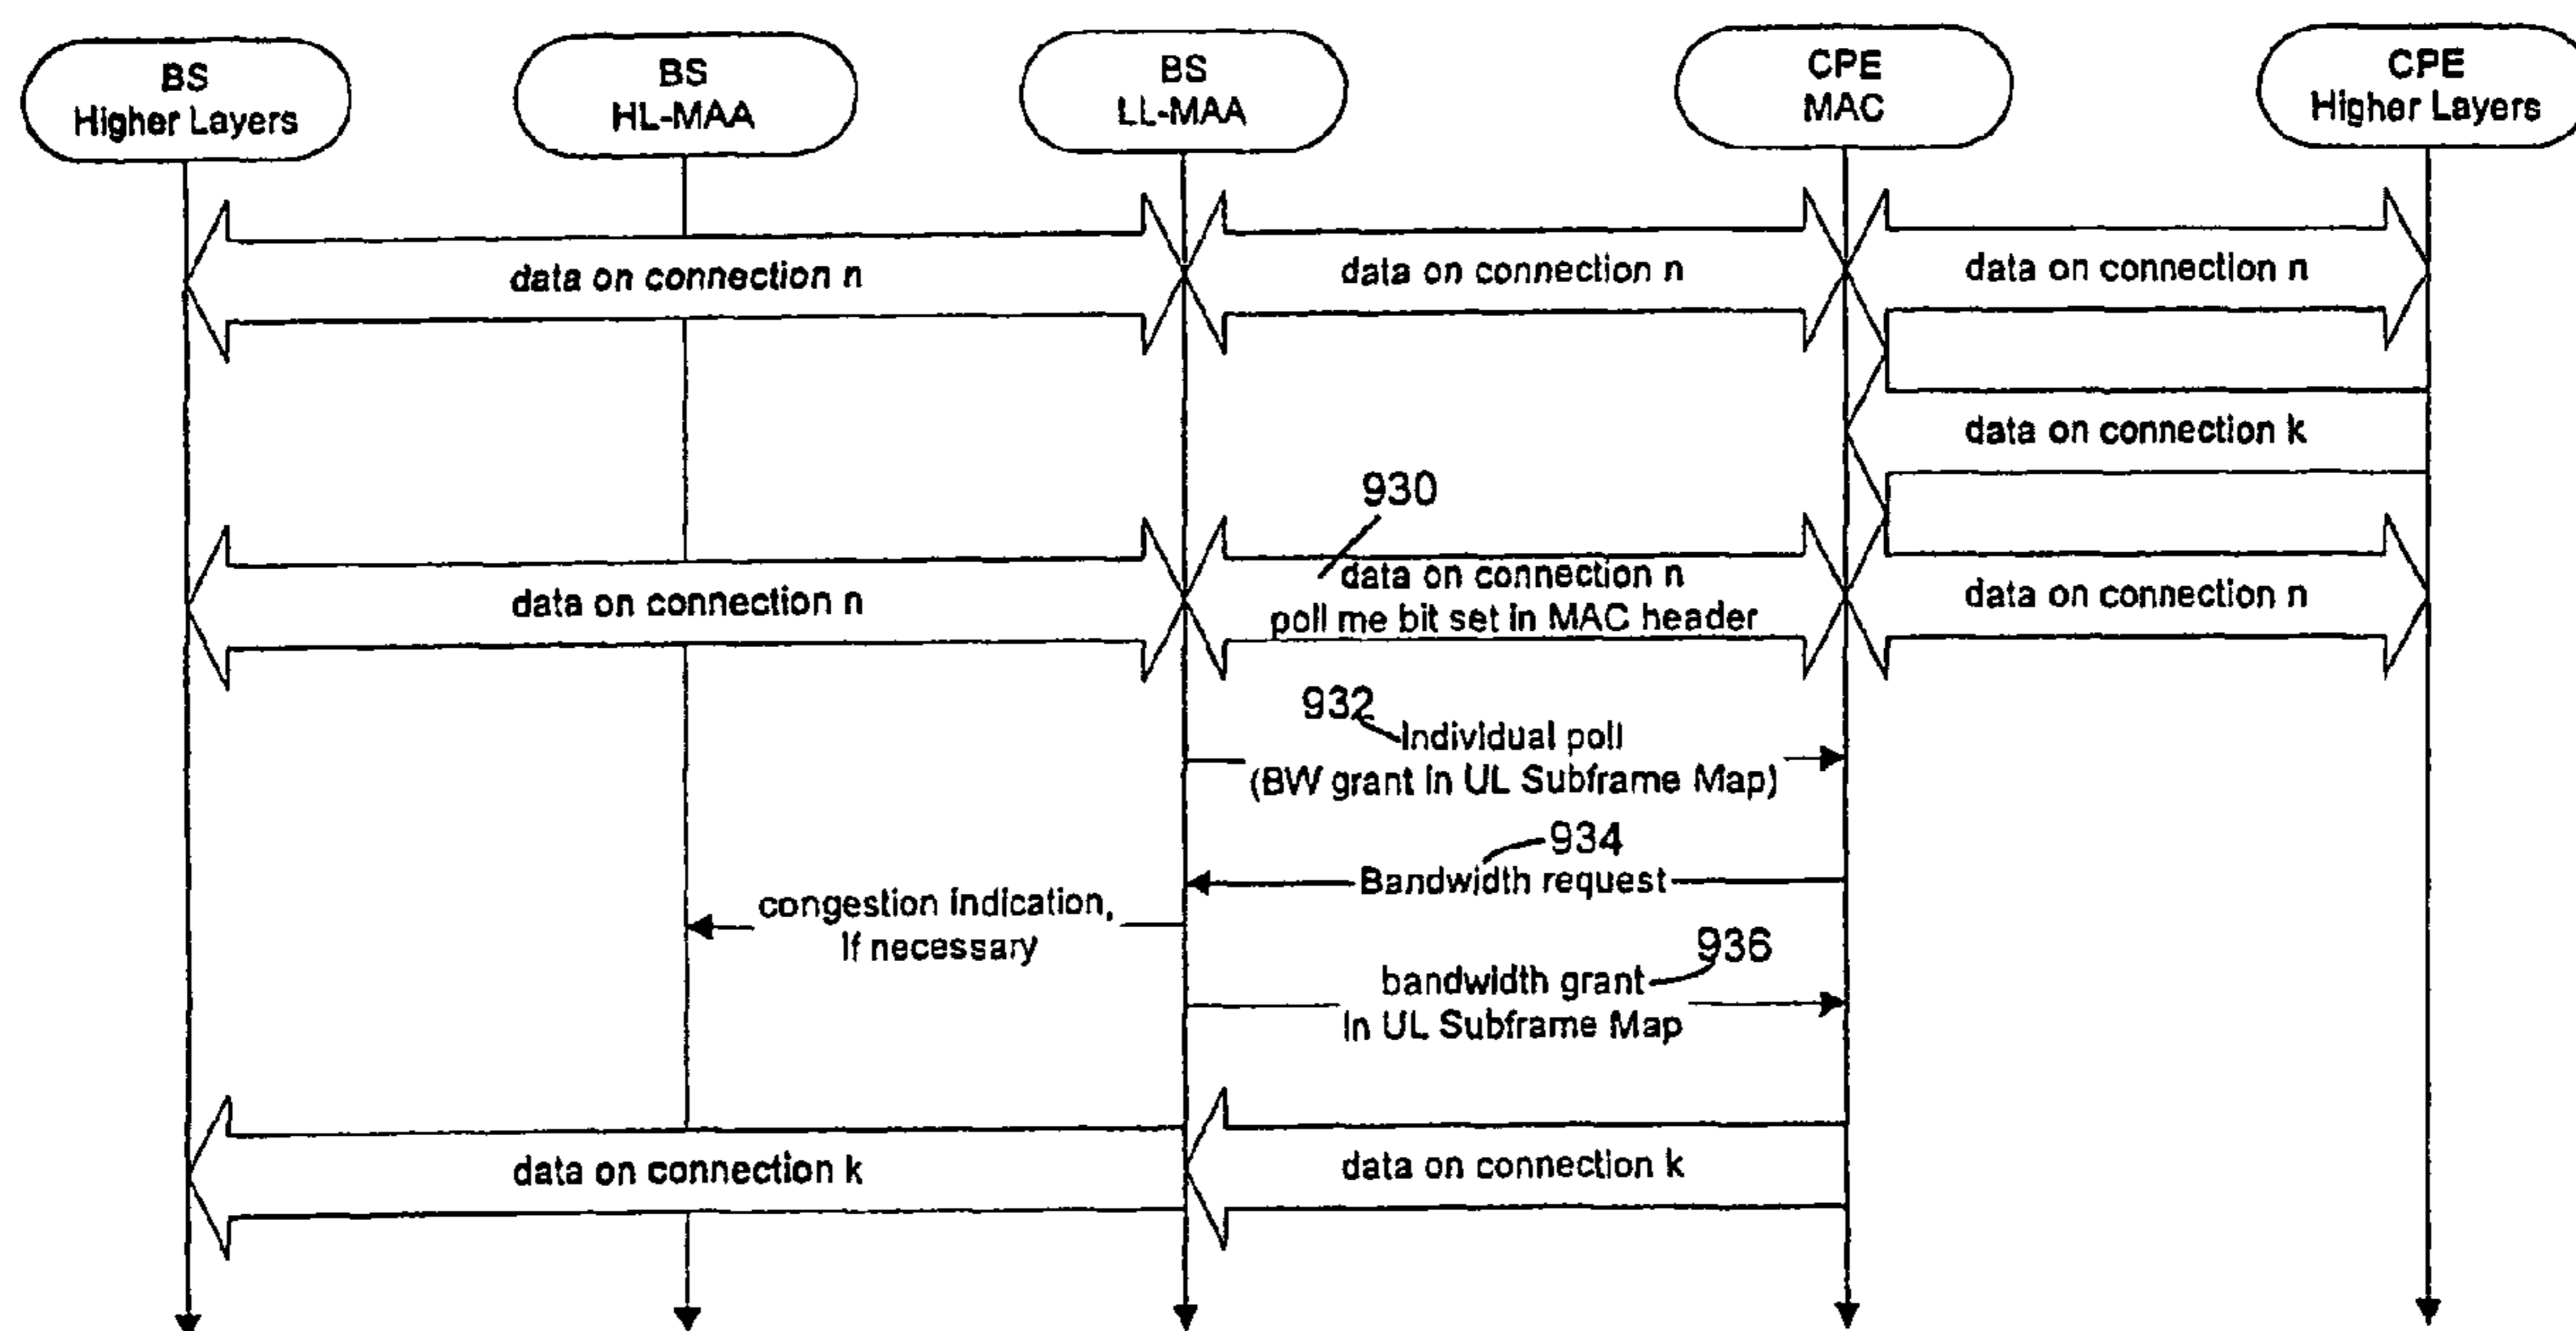 BS
Higher Layers
BS
HL-MAA
BS
LL-MAA
CPE
MAC
CPE
Higher Layers
data on connection n
data on connection n
data on connection n
data on connection k
930
data on connection n
data on connection n
poll me bit set in MAC header
data on connection n
932
Individual poll
(BW grant in UL Subframe Map)
934
Bandwidth request
congestion indication,
if necessary
936
bandwidth grant
in UL Subframe Map
data on connection k
data on connection k